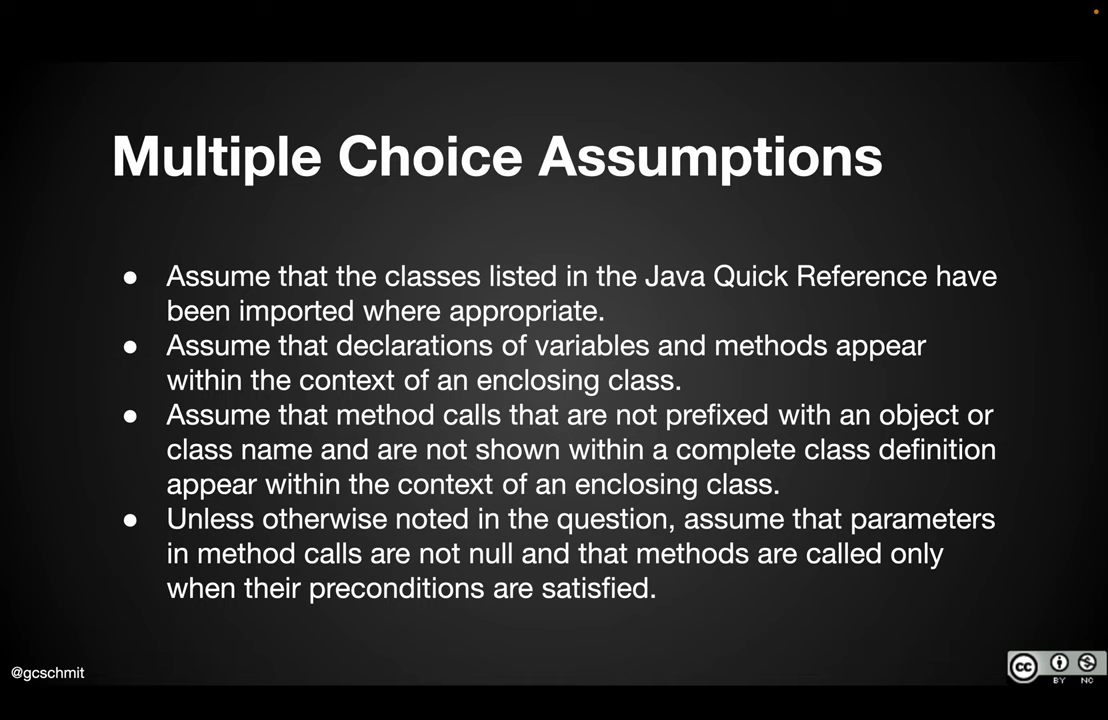 Multiple Choice Assumptions
● Assume that the classes listed in the Java Quick Reference have
been imported where appropriate.
● Assume that declarations of variables and methods appear
within the context of an enclosing class.
● Assume that method calls that are not prefixed with an object or
class name and are not shown within a complete class definition
appear within the context of an enclosing class.
● Unless otherwise noted in the question, assume that parameters
in method calls are not null and that methods are called only
when their preconditions are satisfied.
@gcschmit
cc
BY NC